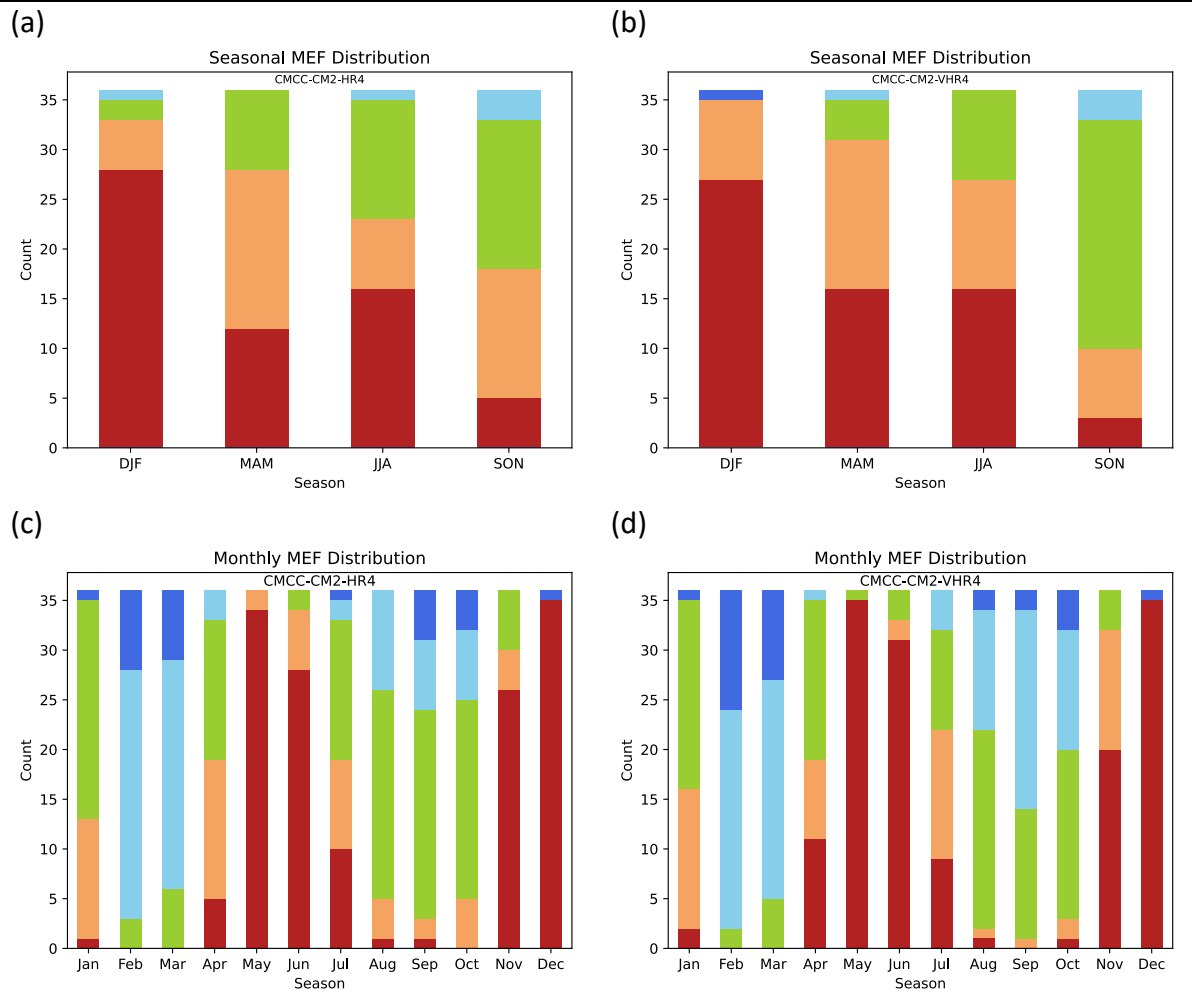 (a)
Seasonal MEF Distribution
CMCC-CM2-HR4
35
30
25
20
15
10
5
0
Count
DJF MAM JJA SON
Season
(b)
Seasonal MEF Distribution
CMCC-CM2-VHR4
35
30
25
20
15
10
5
0
Count
DJF MAM JJA SON
Season
(c)
Monthly MEF Distribution
CMCC-CM2-HR4
35
30
25
20
15
10
5
0
Count
Jan Feb Mar Apr May Jun Jul Aug Sep Oct Nov Dec
Season
(d)
Monthly MEF Distribution
CMCC-CM2-VHR4
35
30
25
20
15
10
5
0
Count
Jan Feb Mar Apr May Jun Jul Aug Sep Oct Nov Dec
Season